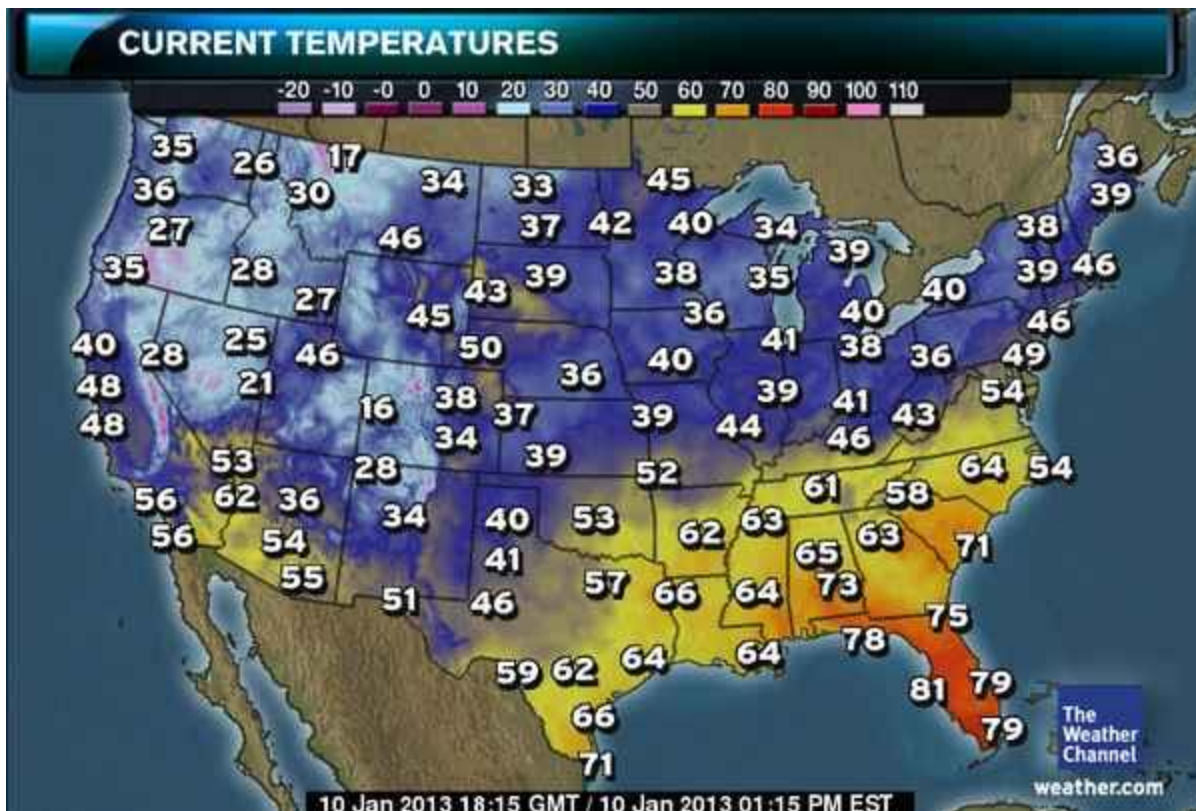 CURRENT TEMPERATURES
-20 -10 -0 0 10 20 30 40 50 60 70 80 90 100 110
35 26 17 36
36 30 34 33 45 39
27 46 37 42 40 34 39 38
35 28 27 43 39 38 35 39 46
45 36 40 40 46
40 28 25 46 50 40 41 38 36 49
48 21 16 38 36 39 41 54
48 34 37 39 44 46 43
53 28 39 52 64 54
56 62 36 61 58
56 54 34 40 53 62 63 63 71
55 41 57 66 64 65 73
51 46 75
59 62 64 64 78
66 81 79
71 79
The
Weather
Channel
weather.com
10 Jan 2013 18:15 GMT / 10 Jan 2013 01:15 PM EST